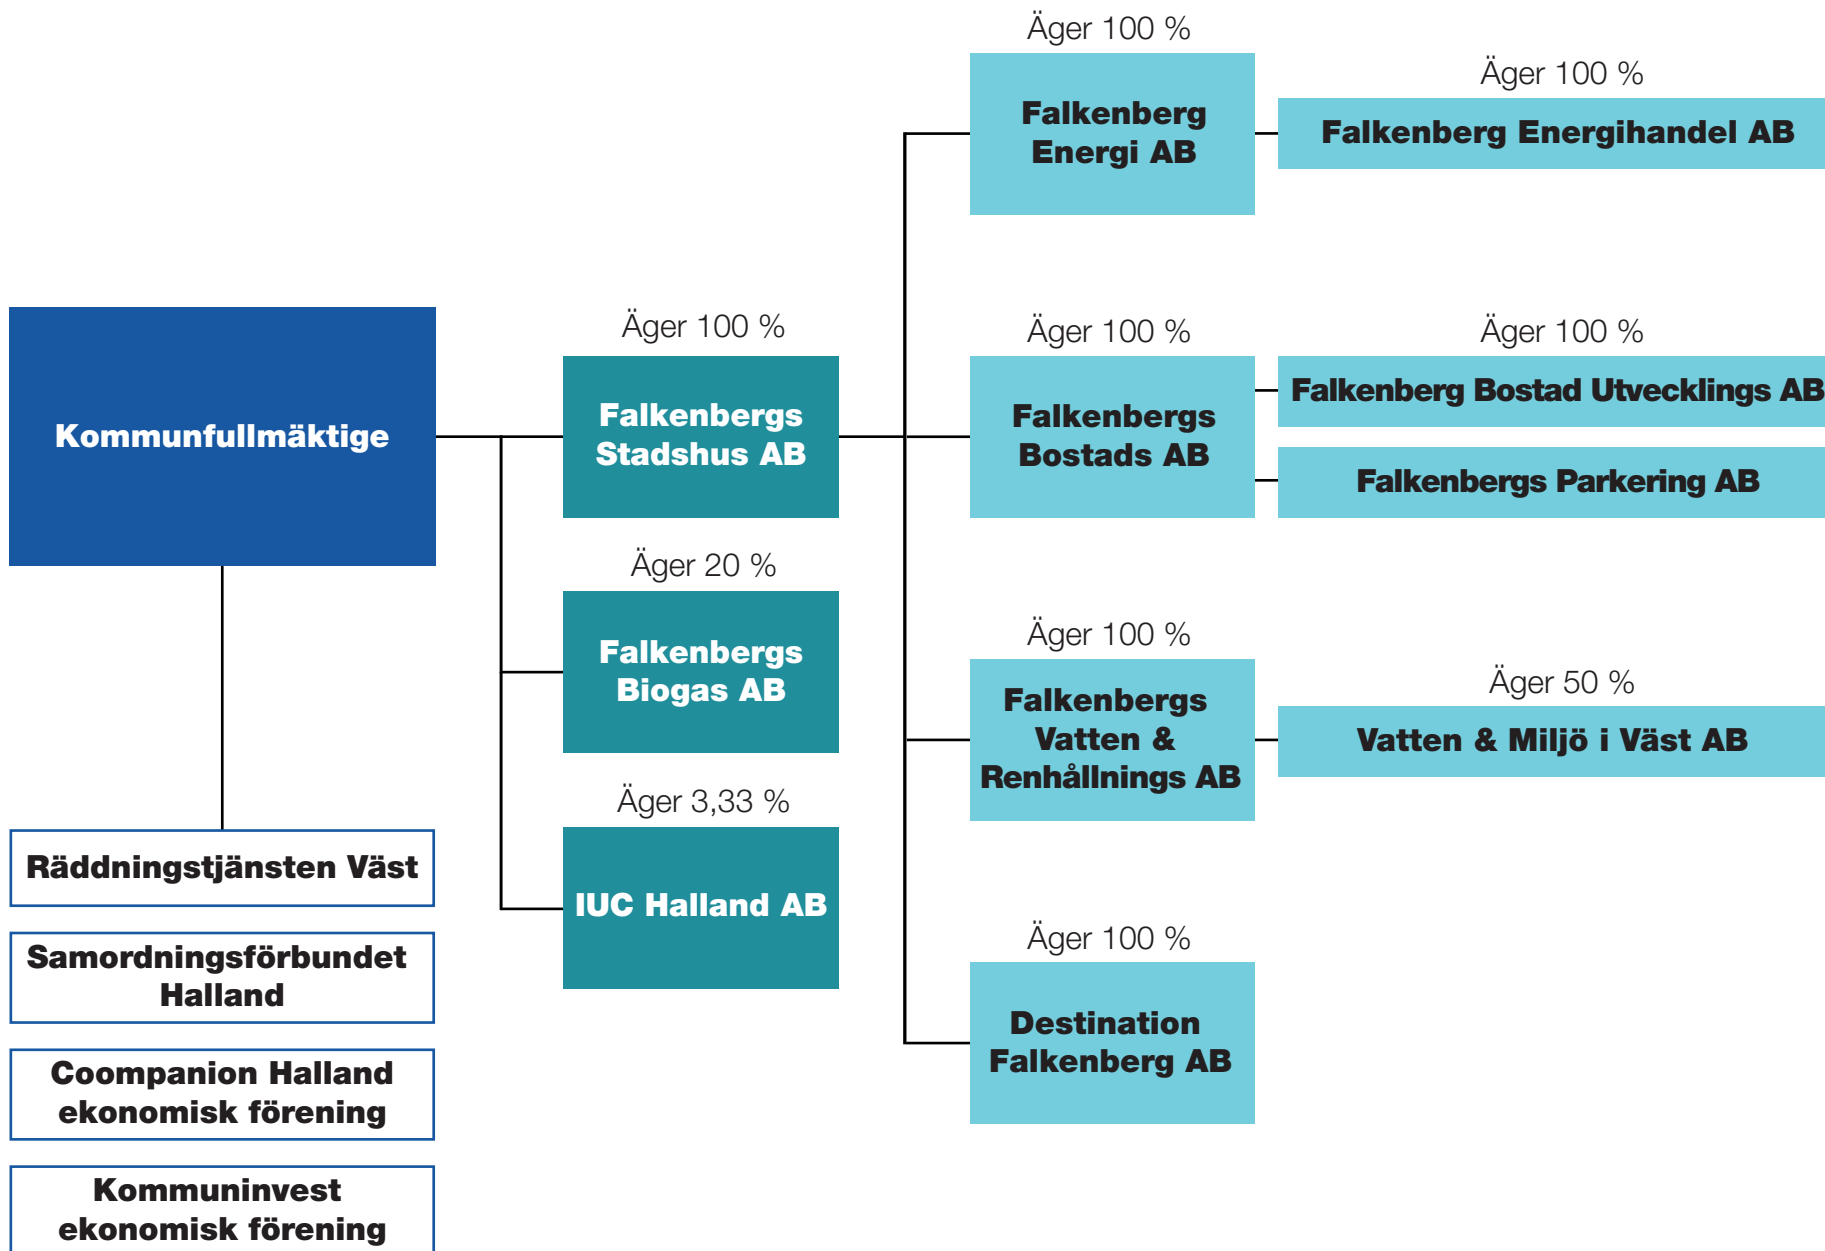 Kommunfullmäktige
Räddningstjänsten Väst
Samordningsförbundet
Halland
Coompanion Halland
ekonomisk förening
Kommuninvest
ekonomisk förening
Äger 100 %
Falkenbergs
Stadshus AB
Äger 20 %
Falkenbergs
Biogas AB
Äger 3,33 %
IUC Halland AB
Äger 100 %
Falkenberg
Energi AB
Äger 100 %
Falkenberg Energihandel AB
Äger 100 %
Falkenbergs
Bostads AB
Äger 100 %
Falkenberg Bostad Utvecklings AB
Falkenbergs Parkering AB
Äger 100 %
Falkenbergs
Vatten &
Renhållnings AB
Äger 50 %
Vatten & Miljö i Väst AB
Äger 100 %
Destination
Falkenberg AB